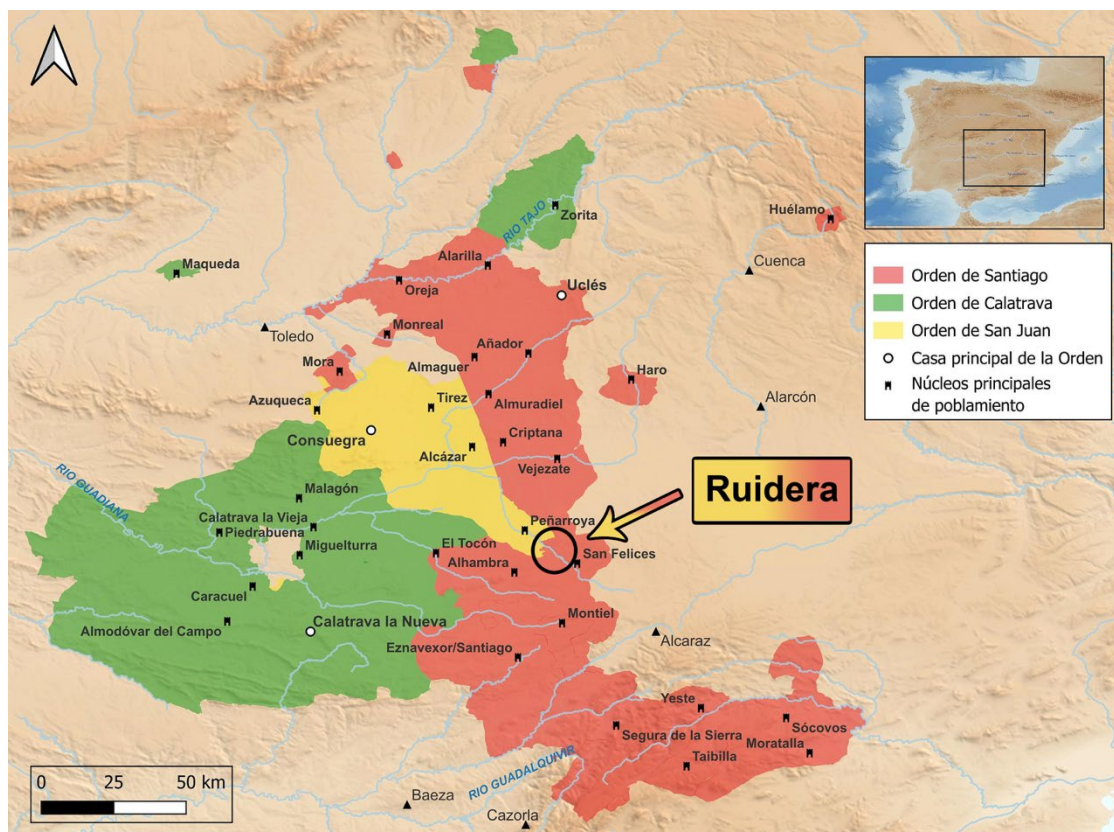 Zorita
RIO TAJO
Huélamo
Alarilla
Maqueda
Cuenca
Oreja
Uclés
Toledo
Monreal
Añador
Mora
Almaguer
Haro
Azuqueca
Tirez
Almuradiel
Alarcón
Consuegra
Criptana
Alcázar
Vejezate
RIO GUADIANA
Malagón
Ruidera
Calatrava la Vieja
Peñarroya
Piedrabuena
Miguelturra
El Tocón
San Felices
Alhambra
Caracuel
Almodóvar del Campo
Calatrava la Nueva
Montiel
Alcaraz
Eznavexor/Santiago
Yeste
Segura de la Sierra
Sócovos
Moratalla
Taibilla
RIO GUADALQUIVIR
Baeza
Cazorla
Orden de Santiago
Orden de Calatrava
Orden de San Juan
Casa principal de la Orden
Núcleos principales
de poblamiento
0 25 50 km